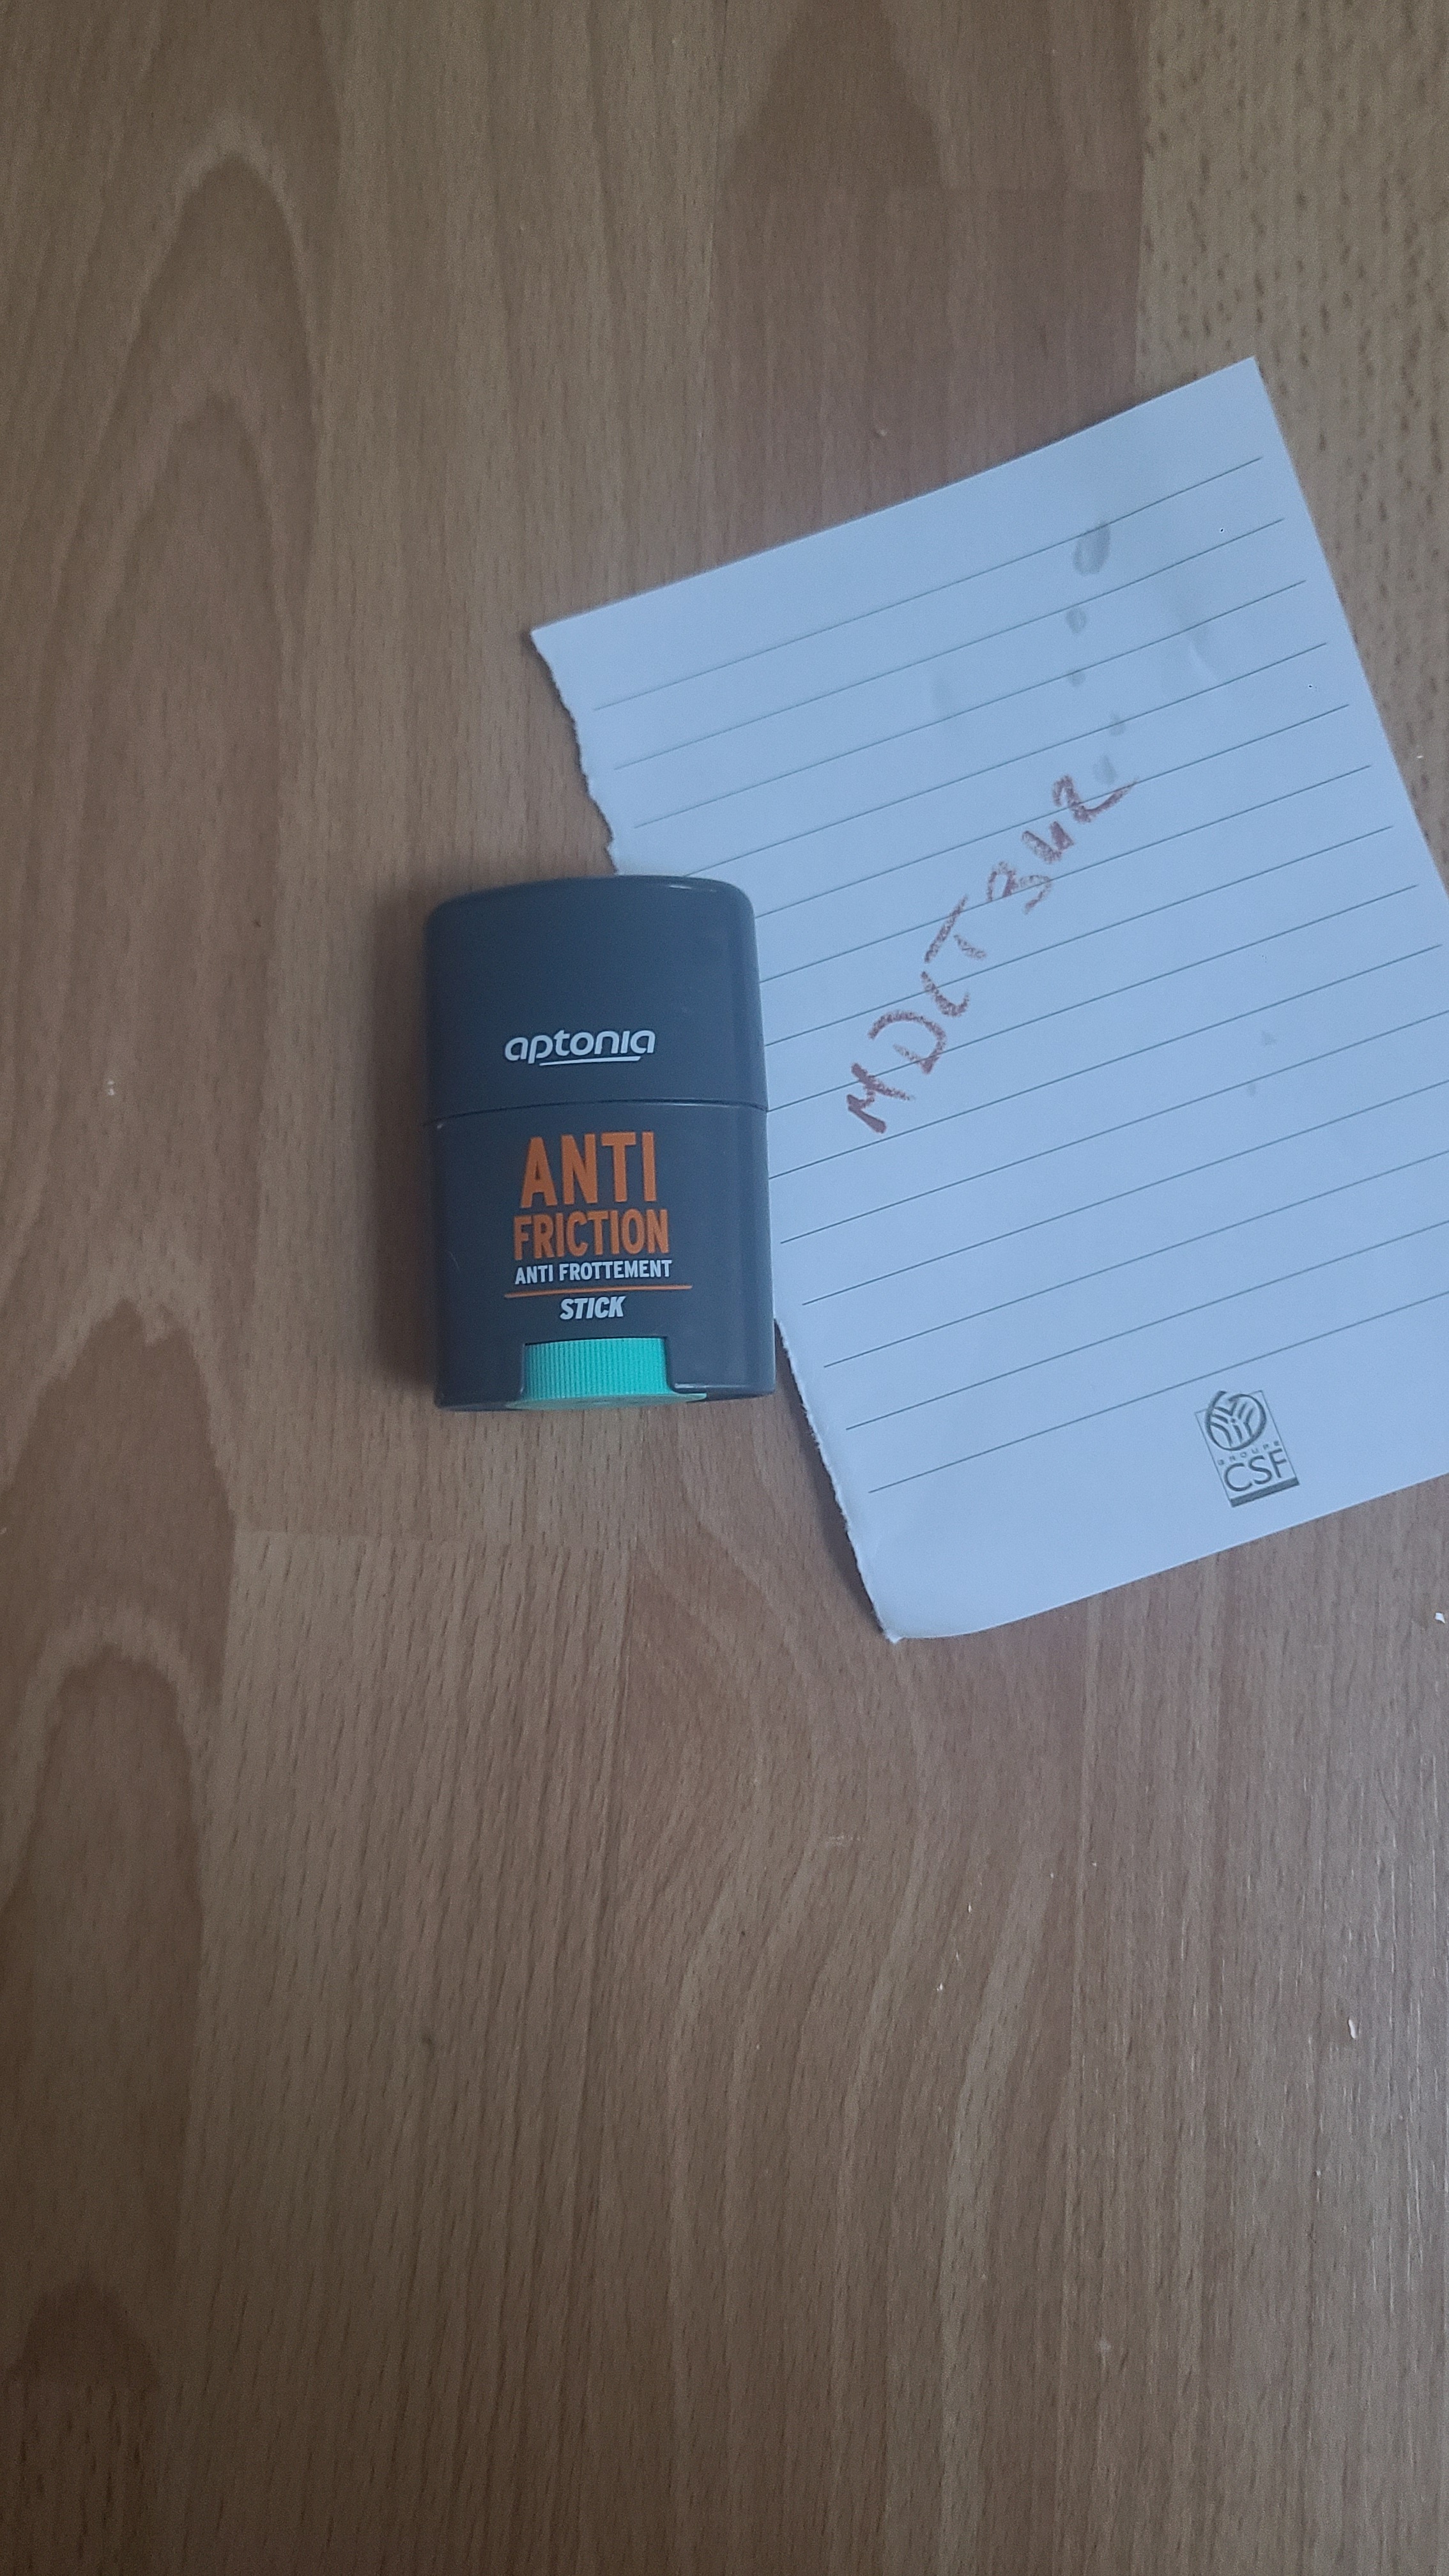 aptonia
ANTI
FRICTION
ANTI FROTTEMENT
STICK
MDCT342
GROUPE
CSF